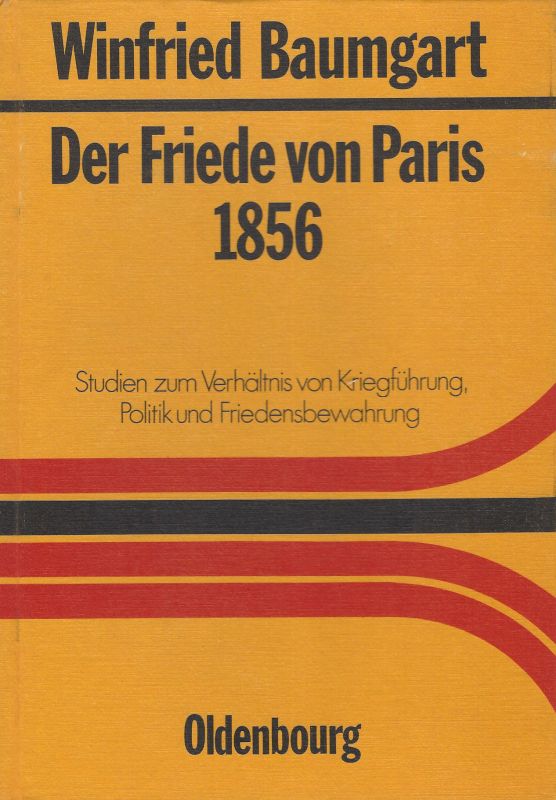 Winfried Baumgart
Der Friede von Paris
1856
Studien zum Verhältnis von Kriegführung,
Politik und Friedensbewahrung
Oldenbourg